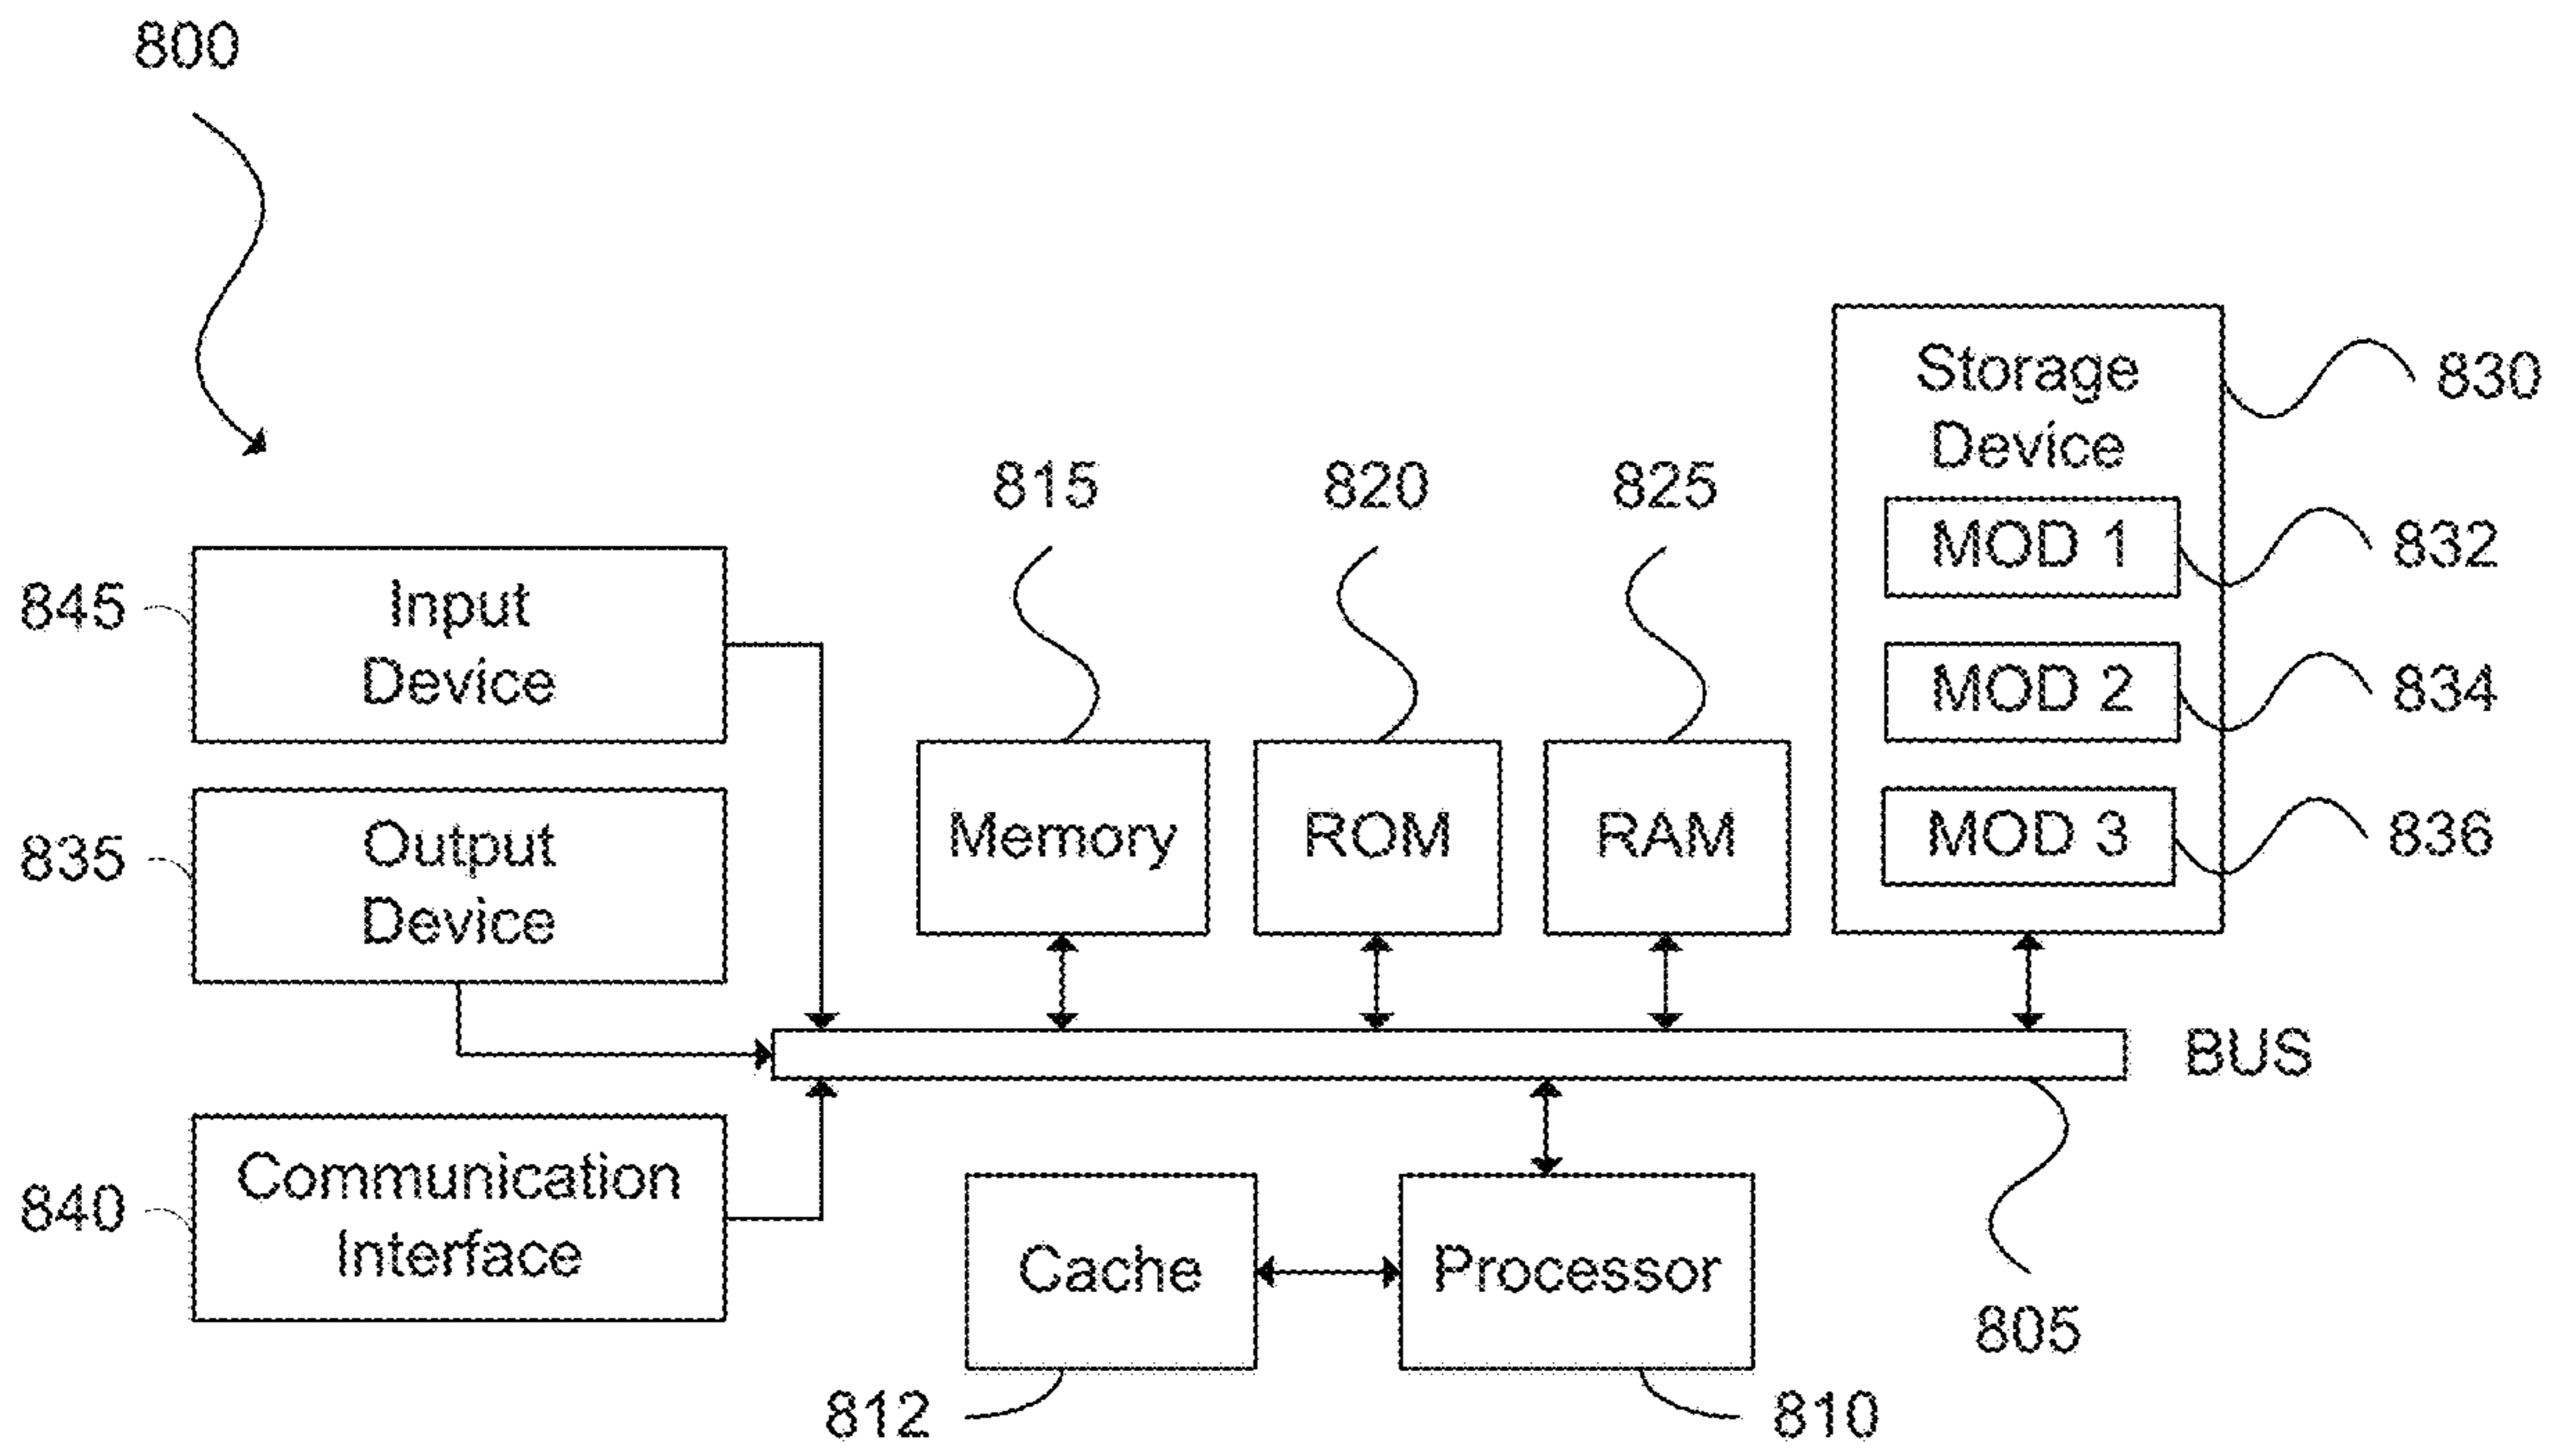 800
Storage
Device
830
815
820
825
MOD 1
832
845
Input
Device
MOD 2
834
835
Output
Device
Memory
ROM
RAM
MOD 3
836
BUS
840
Communication
Interface
Cache
Processor
805
812
810